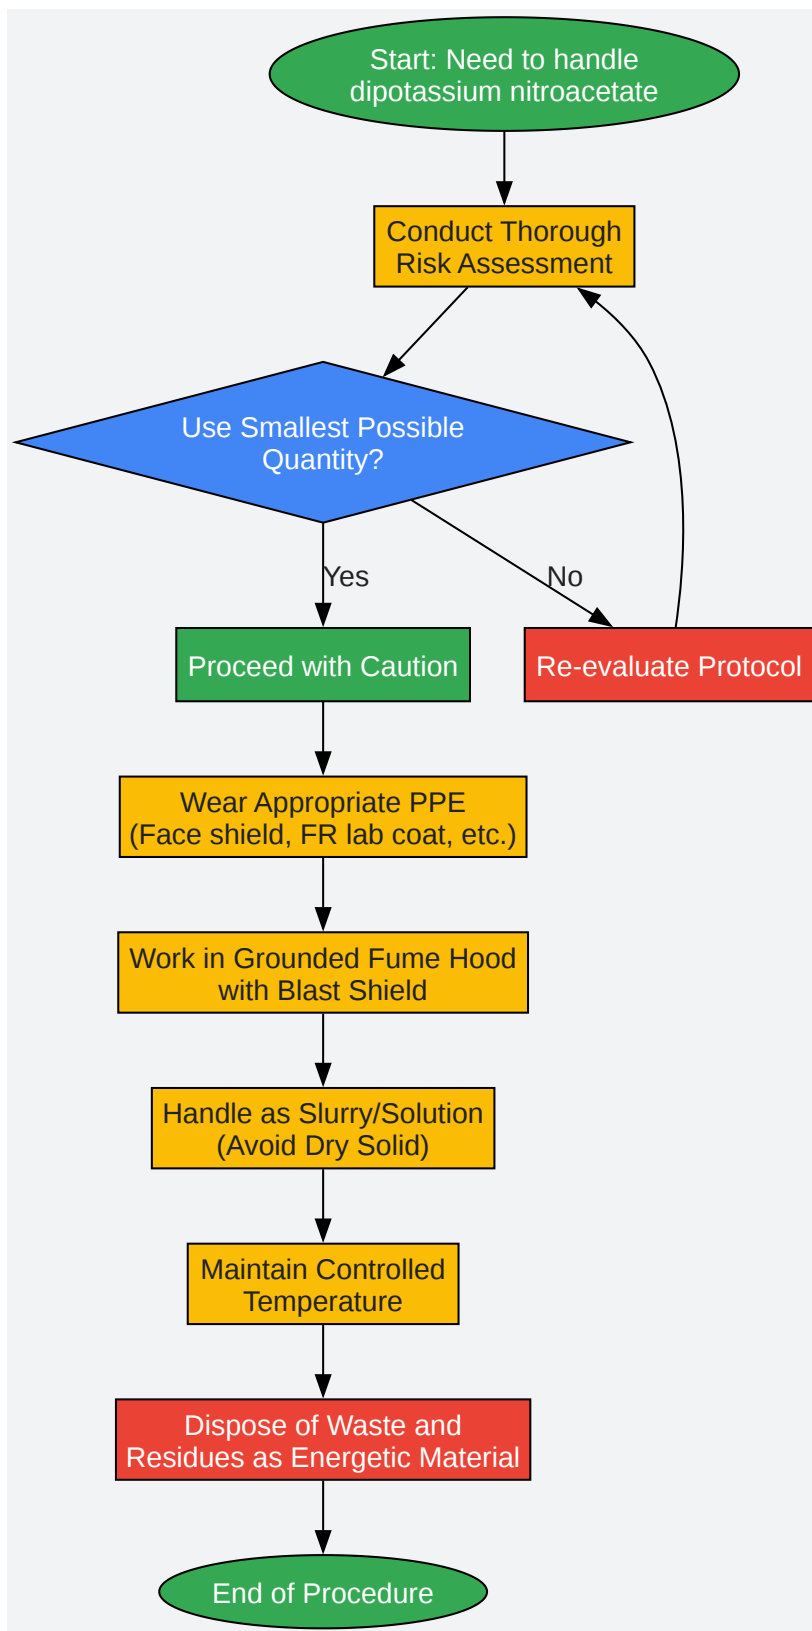 Start: Need to handle
dipotassium nitroacetate
Conduct Thorough
Risk Assessment
Use Smallest Possible
Quantity?
Yes
No
Proceed with Caution
Re-evaluate Protocol
Wear Appropriate PPE
(Face shield, FR lab coat, etc.)
Work in Grounded Fume Hood
with Blast Shield
Handle as Slurry/Solution
(Avoid Dry Solid)
Maintain Controlled
Temperature
Dispose of Waste and
Residues as Energetic Material
End of Procedure